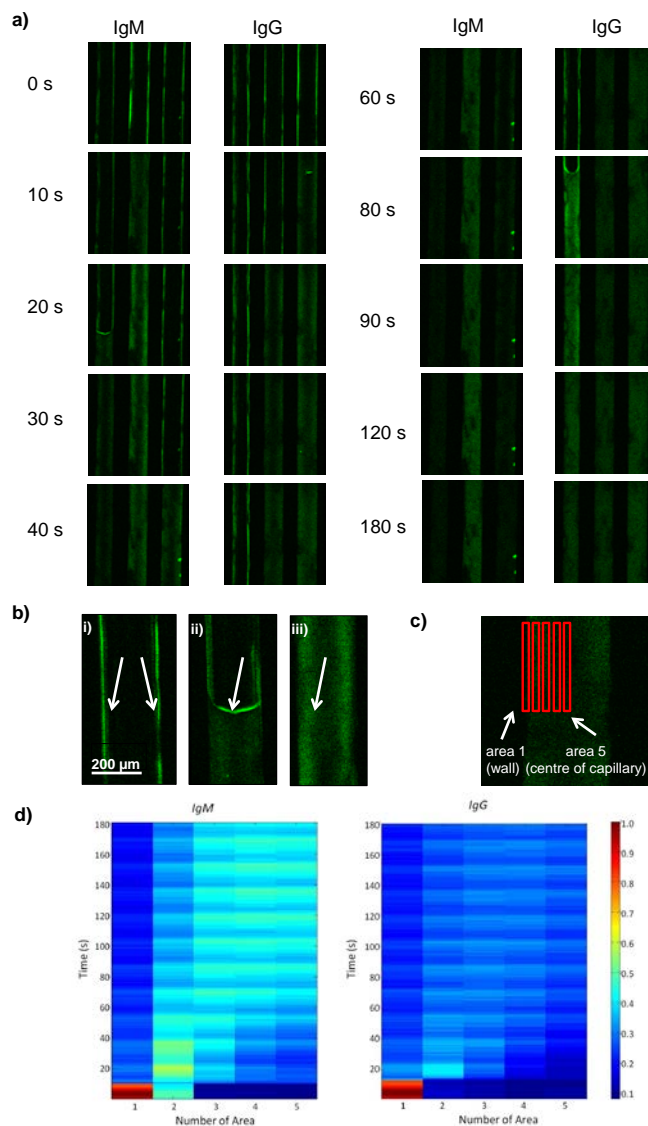 a)
IgM IgG IgM IgG
0 s 60 s
10 s 80 s
20 s 90 s
30 s 120 s
40 s 180 s
b)
i) ii) iii)
200 µm
c)
area 1 area 5
(wall) (centre of capillary)
d)
IgM IgG
180 180 1.0
160 160 0.9
140 140 0.8
120 120 0.7
100 100 0.6
80 80 0.5
60 60 0.4
40 40 0.3
20 20 0.2
0.1
Time (s) Time (s)
1 2 3 4 5 1 2 3 4 5
Number of Area Number of Area